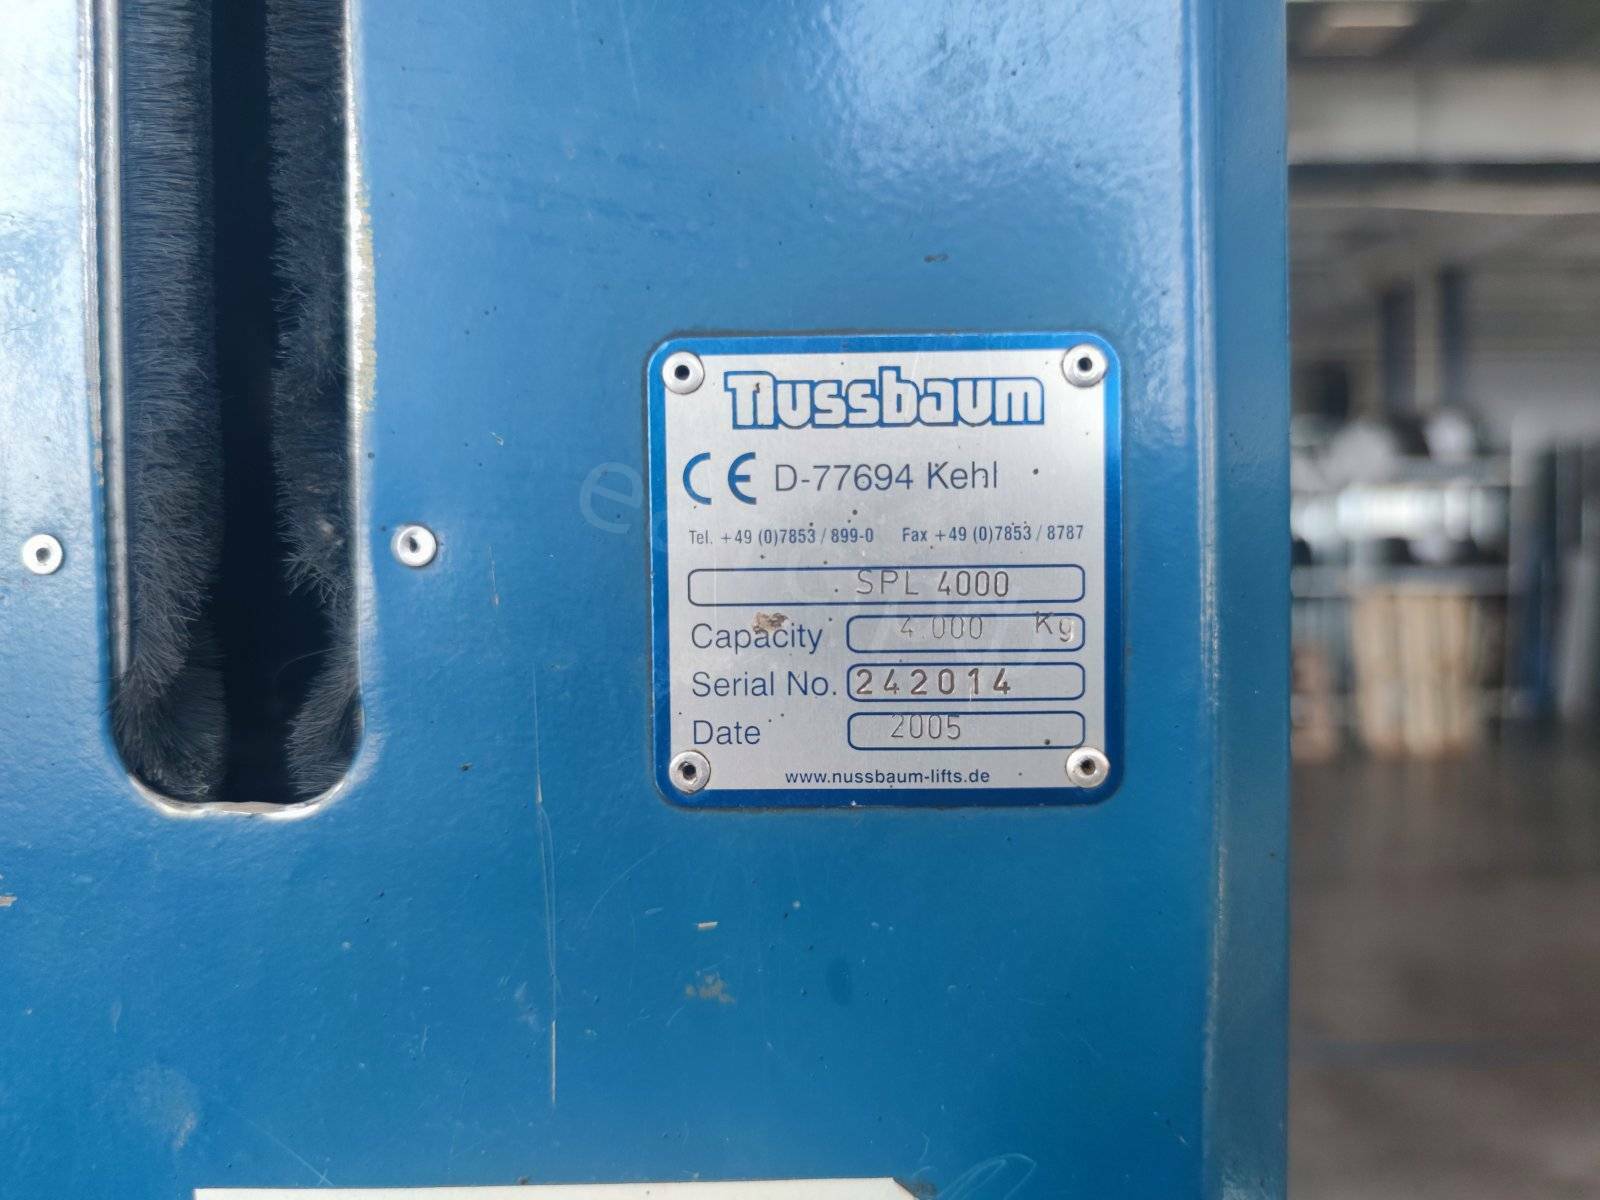 Nussbaum
CE D-77694 Kehl
Tel. +49 (0)7853 / 899-0 Fax +49 (0)7853 / 8787
SPL 4000
Capacity 4.000 Kg
Serial No. 242014
Date 2005
www.nussbaum-lifts.de